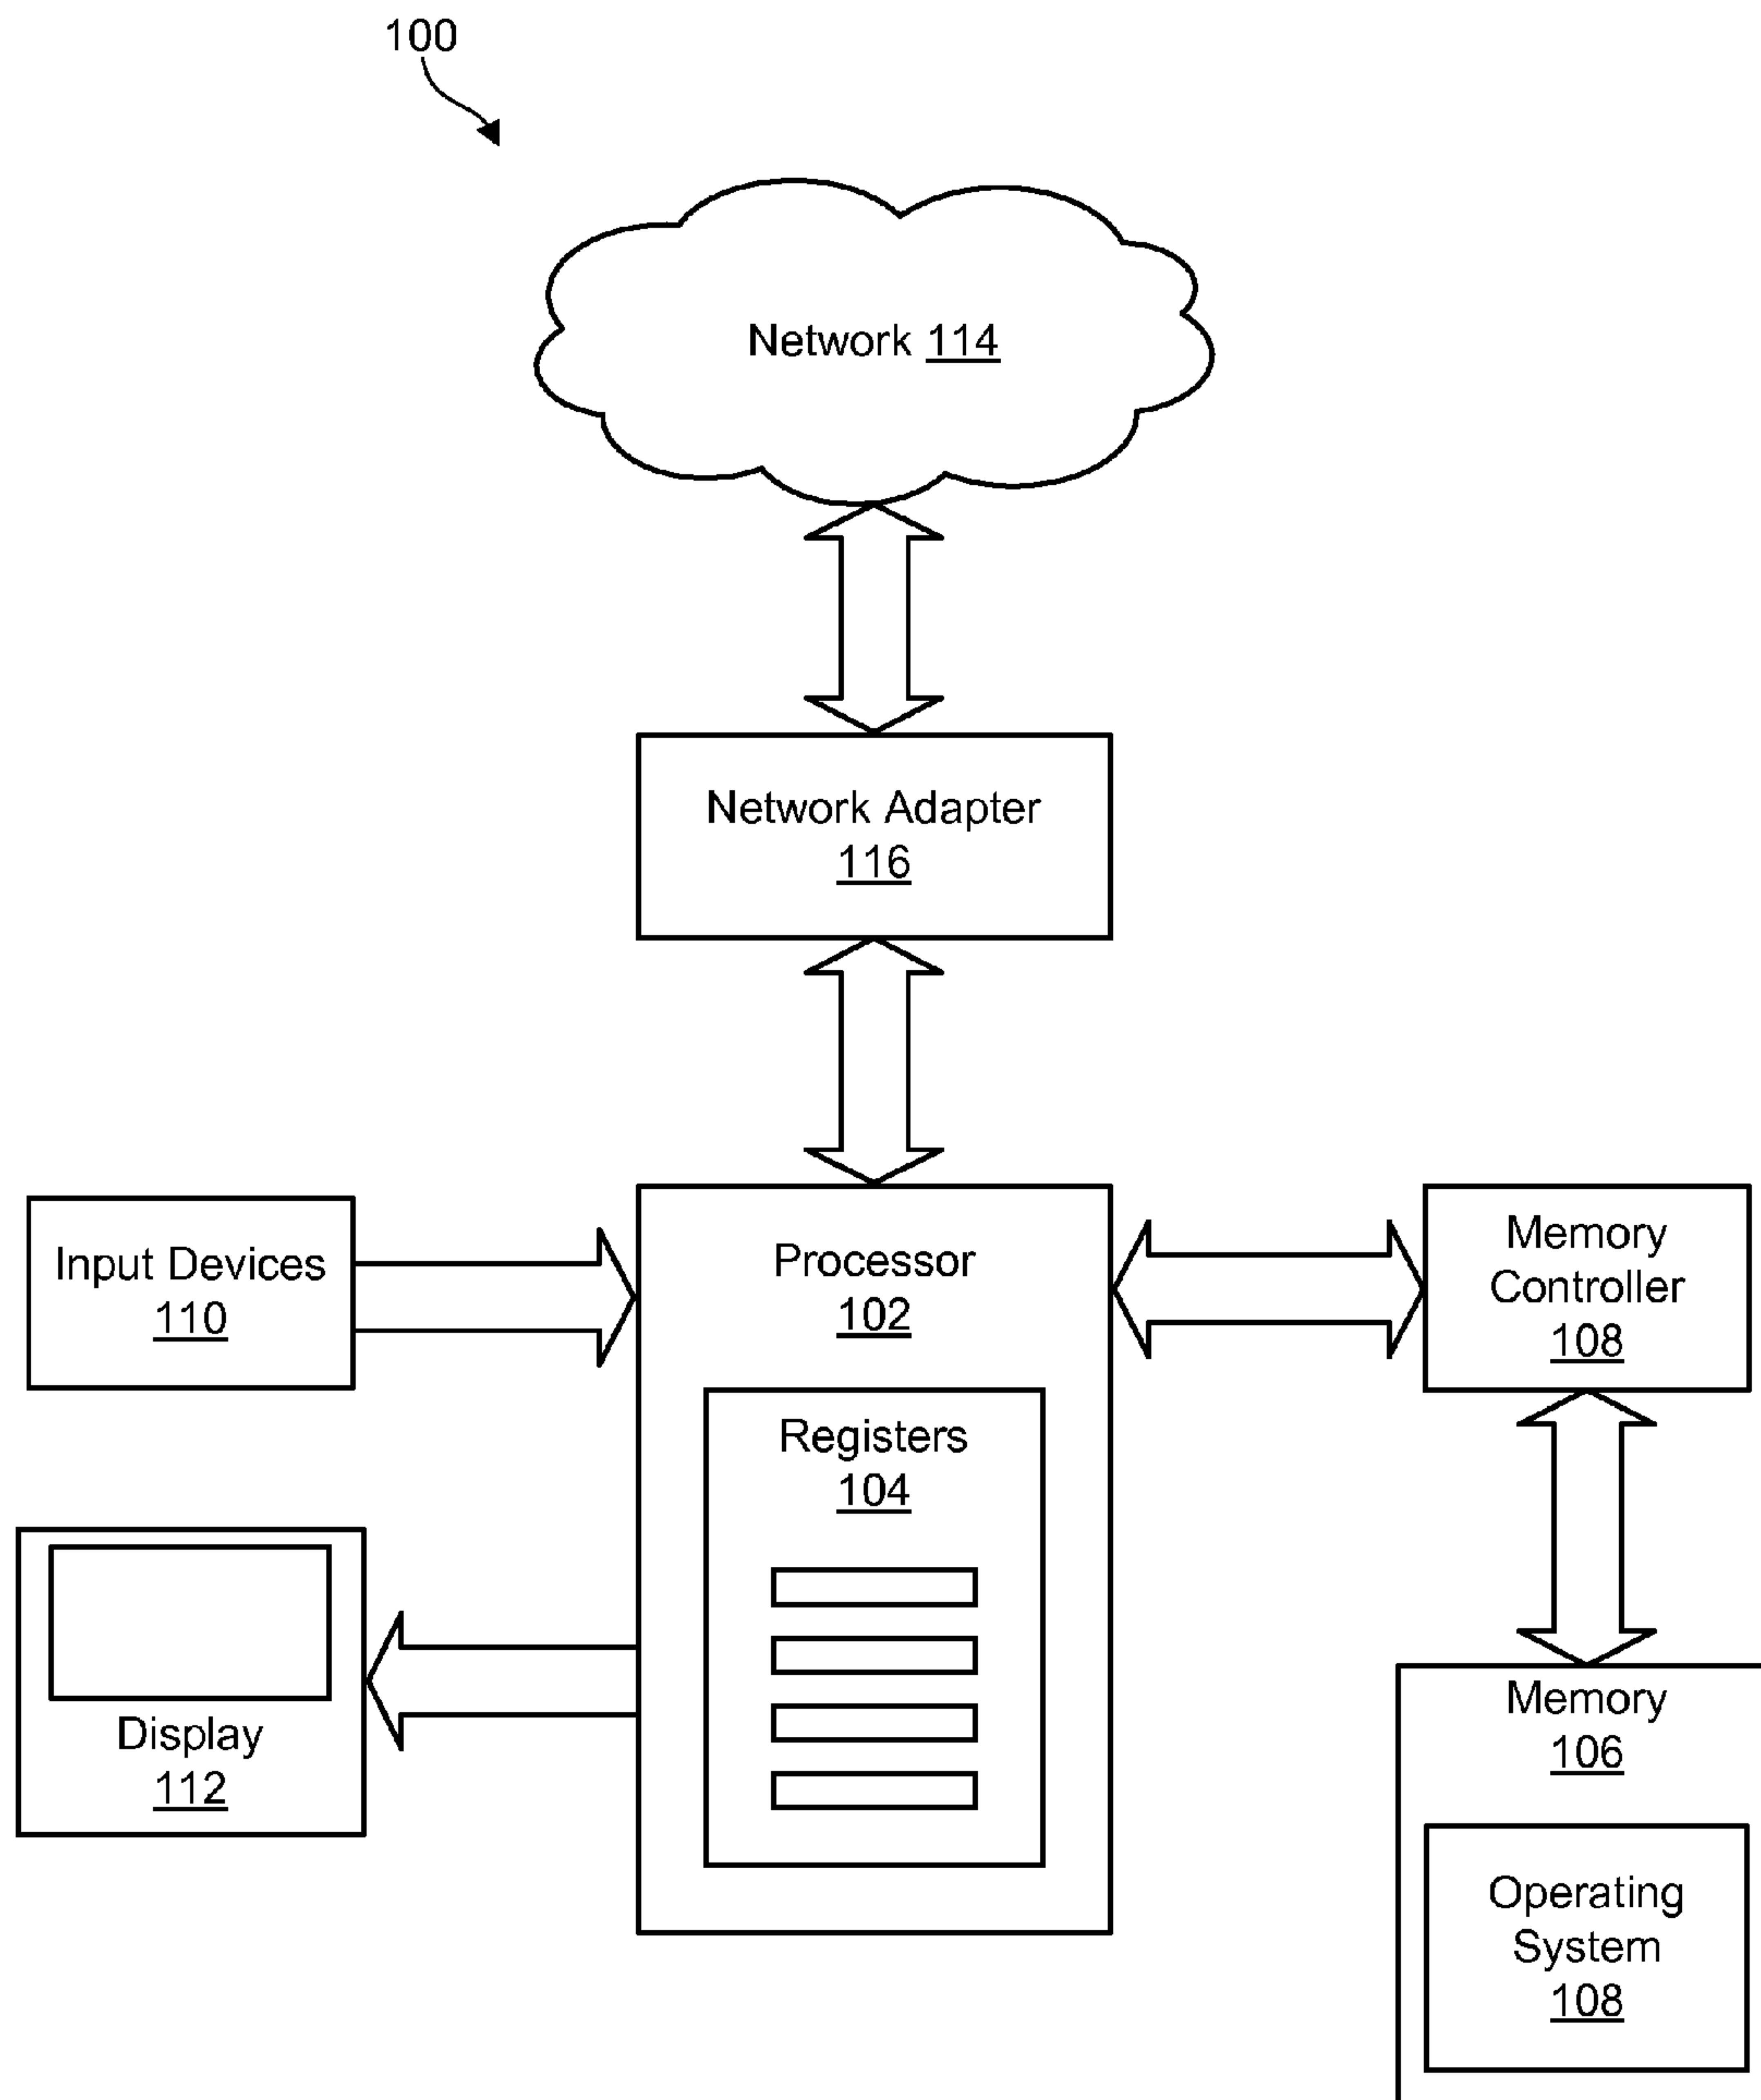 100
Network 114
Network Adapter
116
Input Devices
110
Processor
102
Memory
Controller
108
Registers
104
Display
112
Memory
106
Operating
System
108